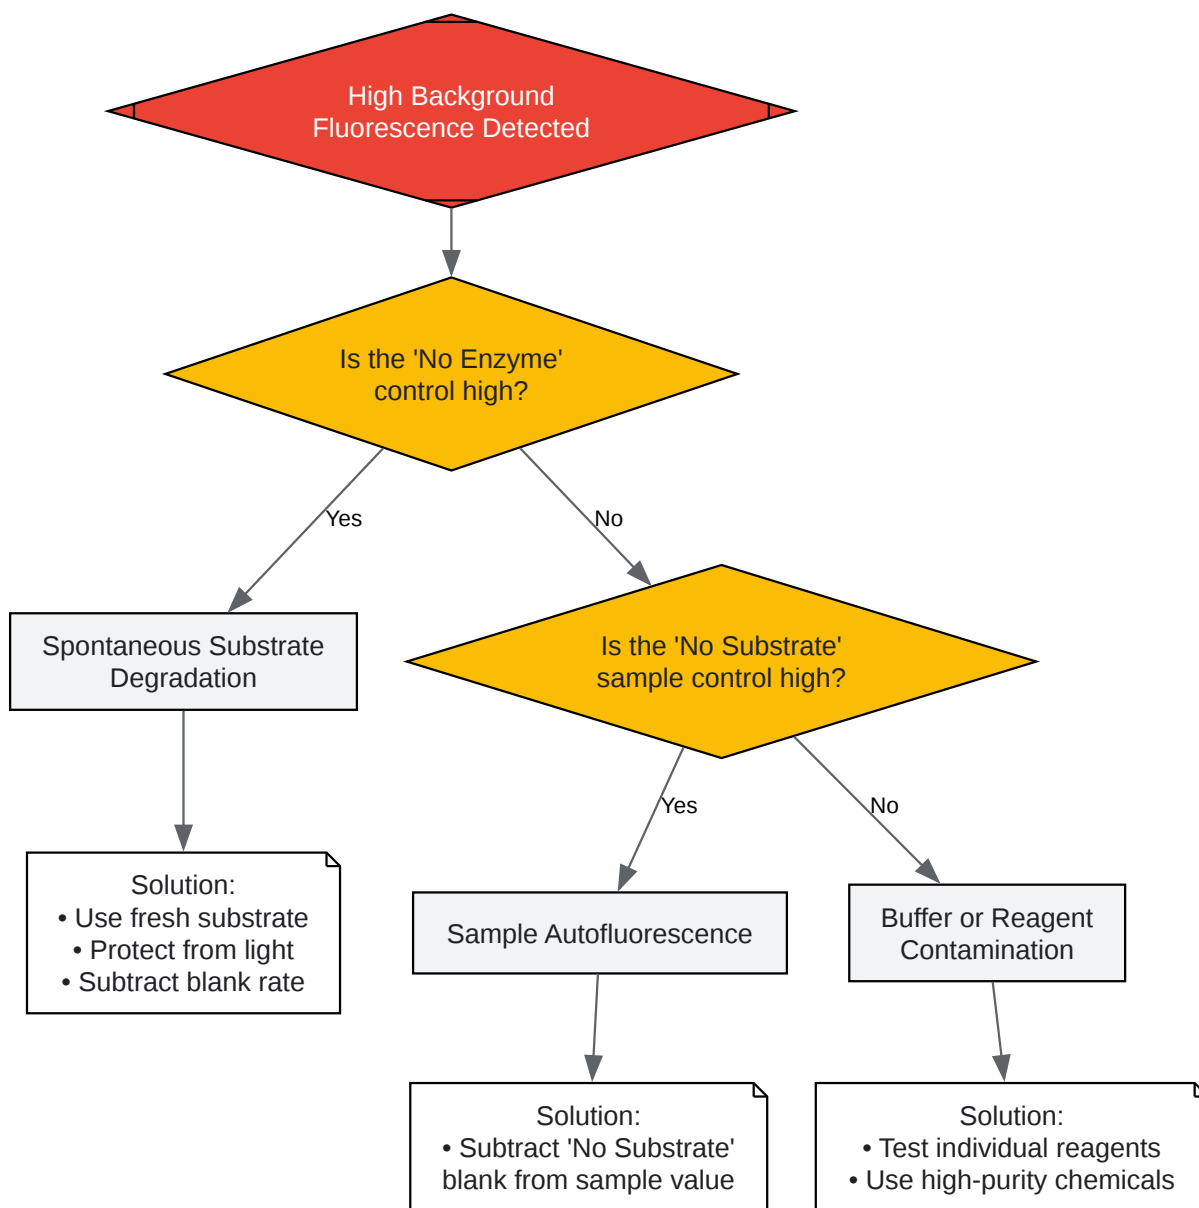 High Background
Fluorescence Detected
Is the 'No Enzyme'
control high?
Yes
No
Spontaneous Substrate
Degradation
Is the 'No Substrate'
sample control high?
Yes
No
Solution:
• Use fresh substrate
• Protect from light
• Subtract blank rate
Sample Autofluorescence
Buffer or Reagent
Contamination
Solution:
• Subtract 'No Substrate'
blank from sample value
Solution:
• Test individual reagents
• Use high-purity chemicals